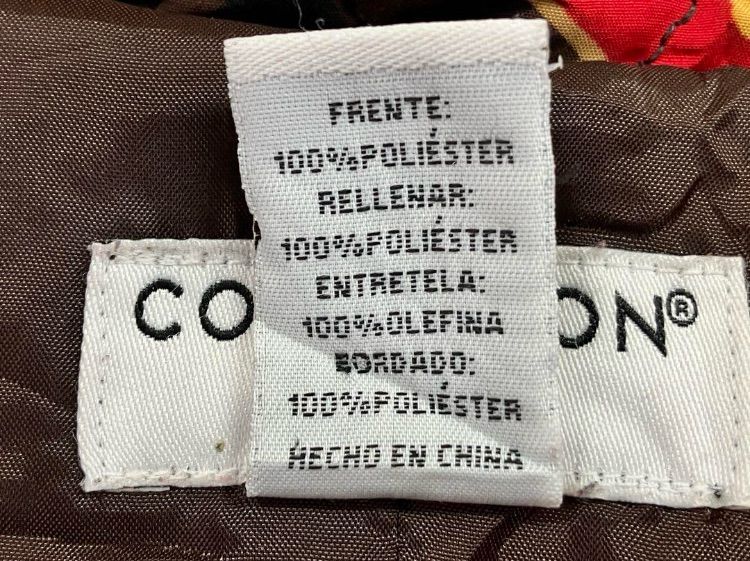 FRENTE:
100%POLIÉSTER
RELLENAR:
100%POLIÉSTER
ENTRETELA:
100%OLEFINA
BORDADO:
100%POLIÉSTER
HECHO EN CHINA